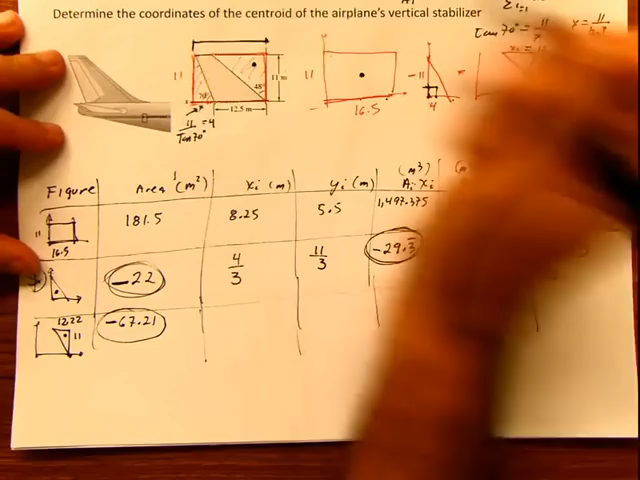 Determine the coordinates of the centroid of the airplane's vertical stabilizer
Tan 70° = 11
11
70°
48°
11 m
12.5 m
11
16.5
11
4
11 = 4
Tan 70°
Figure Area (m²) xi (m) yi (m) (m³) Ai·xi
11 16.5 181.5 8.25 5.5 1,497.375
-22 4/3 11/3 -29.3
12.22 11 -67.21